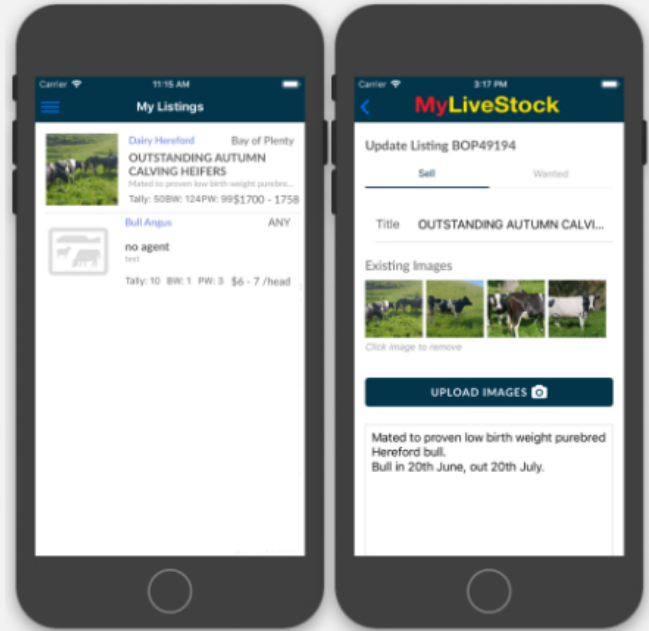 Carrier 11:15 AM
My Listings
Dairy Hereford Bay of Plenty
OUTSTANDING AUTUMN
CALVING HEIFERS
Mated to proven low birth weight purebre...
Tally: 50BW: 124PW: 99$1700 - 1758
Bull Angus ANY
no agent
test
Tally: 10 BW: 1 PW: 3 $6 - 7 /head
Carrier 3:17 PM
MyLiveStock
Update Listing BOP49194
Sell Wanted
Title OUTSTANDING AUTUMN CALVI...
Existing Images
Click image to remove
UPLOAD IMAGES
Mated to proven low birth weight purebred
Hereford bull.
Bull in 20th June, out 20th July.